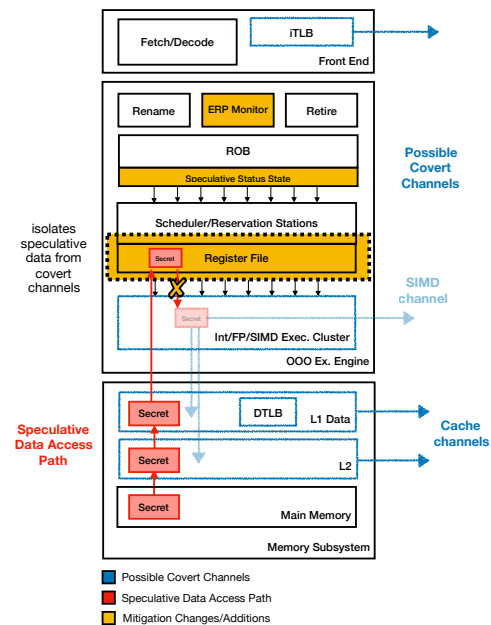 iTLB
Fetch/Decode
Front End
Rename
ERP Monitor
Retire
ROB
Speculative Status State
Possible
Covert
Channels
Scheduler/Reservation Stations
isolates
speculative
data from
covert
channels
Secret
Register File
SIMD
channel
Secret
Int/FP/SIMD Exec. Cluster
OOO Ex. Engine
Speculative
Data Access
Path
Secret
DTLB
L1 Data
Cache
channels
Secret
L2
Secret
Main Memory
Memory Subsystem
Possible Covert Channels
Speculative Data Access Path
Mitigation Changes/Additions